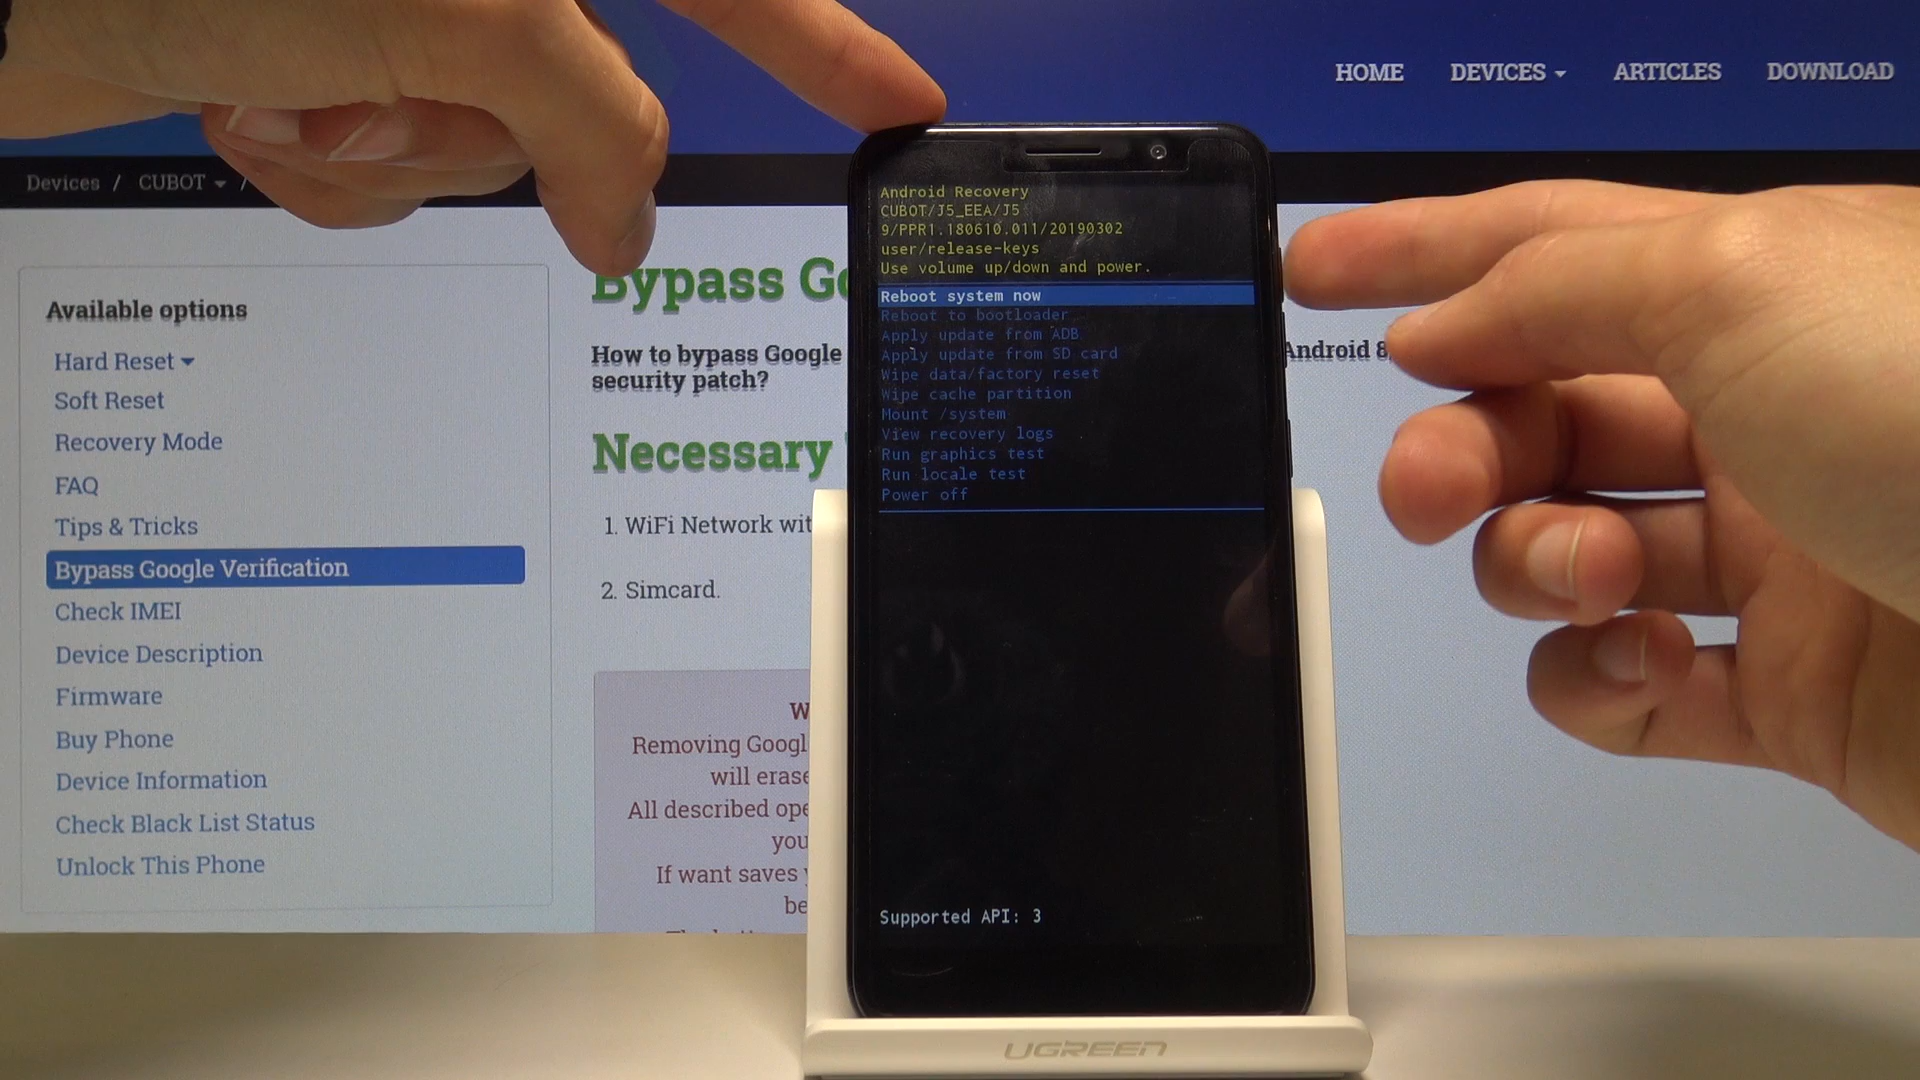 HOME DEVICES ARTICLES DOWNLOAD
Devices / CUBOT /
Available options
Hard Reset
Soft Reset
Recovery Mode
FAQ
Tips & Tricks
Bypass Google Verification
Check IMEI
Device Description
Firmware
Buy Phone
Device Information
Check Black List Status
Unlock This Phone
Bypass
How to bypass Google Android 8
security patch?
Necessary
1. WiFi Network
2. Simcard.
Removing
will
All described
If want saves
Android Recovery
CUBOT/J5_EEA/J5
9/PPR1.180610.011/20190302
user/release-keys
Use volume up/down and power.
Reboot system now
Reboot to bootloader
Apply update from ADB
Apply update from SD card
Wipe data/factory reset
Wipe cache partition
Mount /system
View recovery logs
Run graphics test
Run locale test
Power off
Supported API: 3
UGREEN